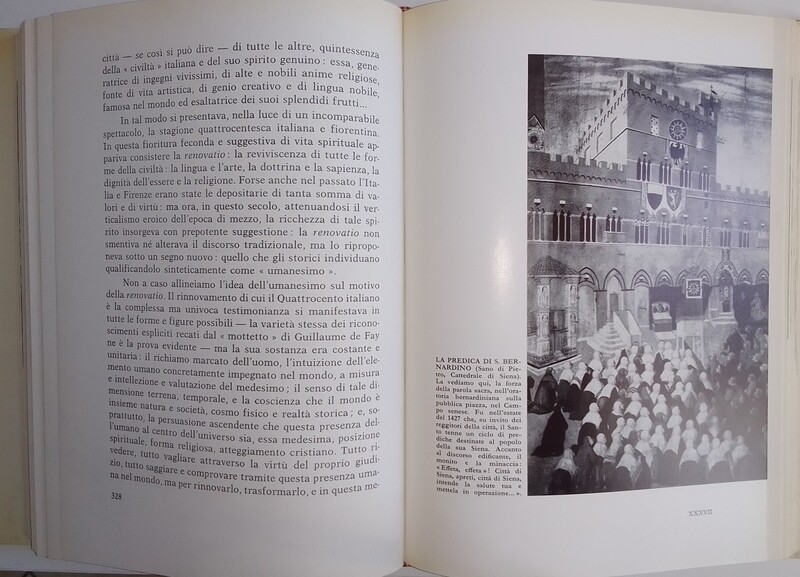 città — se così si può dire — di tutte le altre, quintessenza
della « civiltà » italiana e del suo spirito genuino : essa, gene-
ratrice di ingegni vivissimi, di alte e nobili anime religiose,
fonte di vita artistica, di genio creativo e di lingua nobile,
famosa nel mondo ed esaltatrice dei suoi splendidi frutti...
In tal modo si presentava, nella luce di un incomparabile
spettacolo, la stagione quattrocentesca italiana e fiorentina.
In questa fioritura feconda e suggestiva di vita spirituale ap-
pariva consistere la renovatio : la reviviscenza di tutte le for-
me della civiltà : la lingua e l'arte, la dottrina e la sapienza, la
dignità dell'essere e la religione. Forse anche nel passato l'Ita-
lia e Firenze erano state le depositarie di tanta somma di va-
lori e di virtù : ma ora, in questo secolo, attenuandosi il ver-
ticalismo eroico dell'epoca di mezzo, la ricchezza di tale spi-
rito insorgeva con prepotente suggestione : la renovatio non
smentiva né alterava il discorso tradizionale, ma lo ripropo-
neva sotto un segno nuovo : quello che gli storici individuano
qualificandolo sinteticamente come « umanesimo ».
Non a caso allineiamo l'idea dell'umanesimo sul motivo
della renovatio. Il rinnovamento di cui il Quattrocento italiano
è la complessa ma univoca testimonianza si manifestava in
tutte le forme e figure possibili — la varietà stessa dei ricono-
scimenti espliciti recati dal « mottetto » di Guillaume de Fay
ne è la prova evidente — ma la sua sostanza era costante e
unitaria : il richiamo marcato dell'uomo, l'intuizione dell'ele-
mento umano concretamente impegnato nel mondo, a misura
e intellezione e valutazione del medesimo ; il senso di tale di-
mensione terrena, temporale, e la coscienza che il mondo è
insieme natura e società, cosmo fisico e realtà storica ; e, so-
prattutto, la persuasione ascendente che questa presenza del-
l'umano al centro dell'universo sia, essa medesima, posizione
spirituale, forma religiosa, atteggiamento cristiano. Tutto ri-
vedere, tutto vagliare attraverso la virtù del proprio giudi-
zio, tutto saggiare e comprovare tramite questa presenza uma-
na nel mondo, ma per rinnovarlo, trasformarlo, e in questa me-
328
LA PREDICA DI S. BER-
NARDINO (Sano di Pie-
tro, Cattedrale di Siena).
La vediamo qui, la forza
della parola sacra, nell'ora-
toria bernardiniana sulla
pubblica piazza, nel Cam-
po senese. Fu nell'estate
del 1427 che, su invito dei
reggitori della città, il San-
to tenne un ciclo di pre-
diche destinate al popolo
della sua Siena. Accanto
al discorso edificante, il
monito e la minaccia:
« Effeta, effeta »! Città di
Siena, apreti, città di Siena,
intende la salute tua e
mettela in operazione... ».
XXXVII